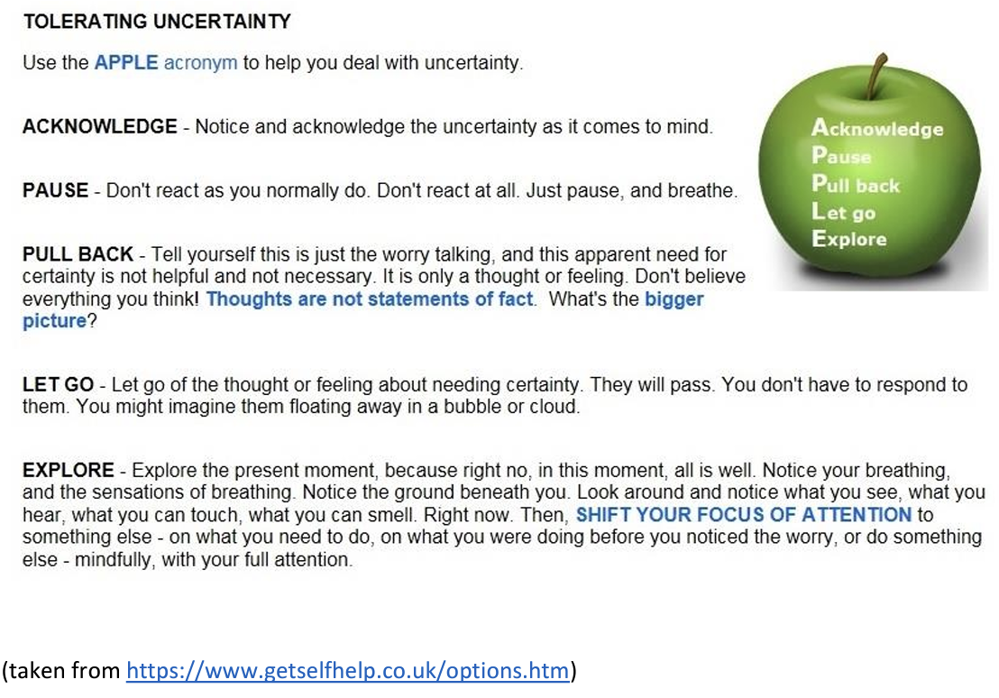 TOLERATING UNCERTAINTY
Use the APPLE acronym to help you deal with uncertainty.
ACKNOWLEDGE - Notice and acknowledge the uncertainty as it comes to mind.
PAUSE - Don't react as you normally do. Don't react at all. Just pause, and breathe.
PULL BACK - Tell yourself this is just the worry talking, and this apparent need for
certainty is not helpful and not necessary. It is only a thought or feeling. Don't believe
everything you think! Thoughts are not statements of fact. What's the bigger
picture?
Acknowledge
Pause
Pull back
Let go
Explore
LET GO - Let go of the thought or feeling about needing certainty. They will pass. You don't have to respond to
them. You might imagine them floating away in a bubble or cloud.
EXPLORE - Explore the present moment, because right no, in this moment, all is well. Notice your breathing,
and the sensations of breathing. Notice the ground beneath you. Look around and notice what you see, what you
hear, what you can touch, what you can smell. Right now. Then, SHIFT YOUR FOCUS OF ATTENTION to
something else - on what you need to do, on what you were doing before you noticed the worry, or do something
else - mindfully, with your full attention.
(taken from https://www.getselfhelp.co.uk/options.htm)